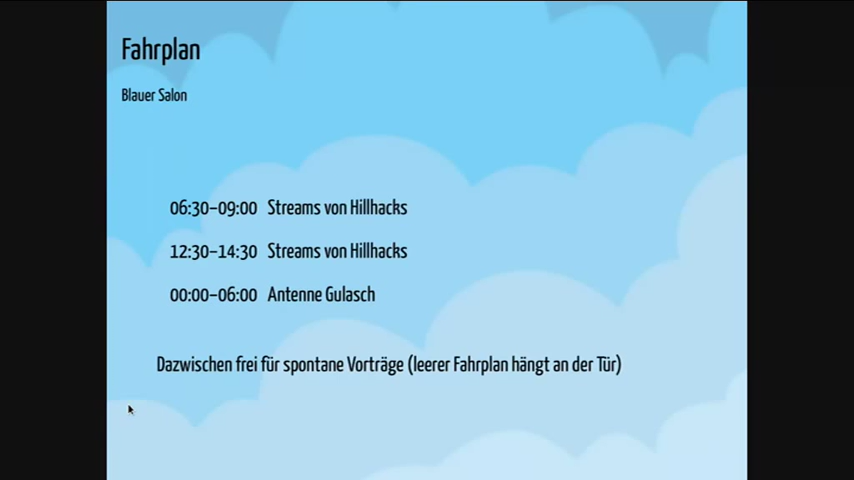 Fahrplan
Blauer Salon
06:30–09:00 Streams von Hillhacks
12:30–14:30 Streams von Hillhacks
00:00–06:00 Antenne Gulasch
Dazwischen frei für spontane Vorträge (leerer Fahrplan hängt an der Tür)